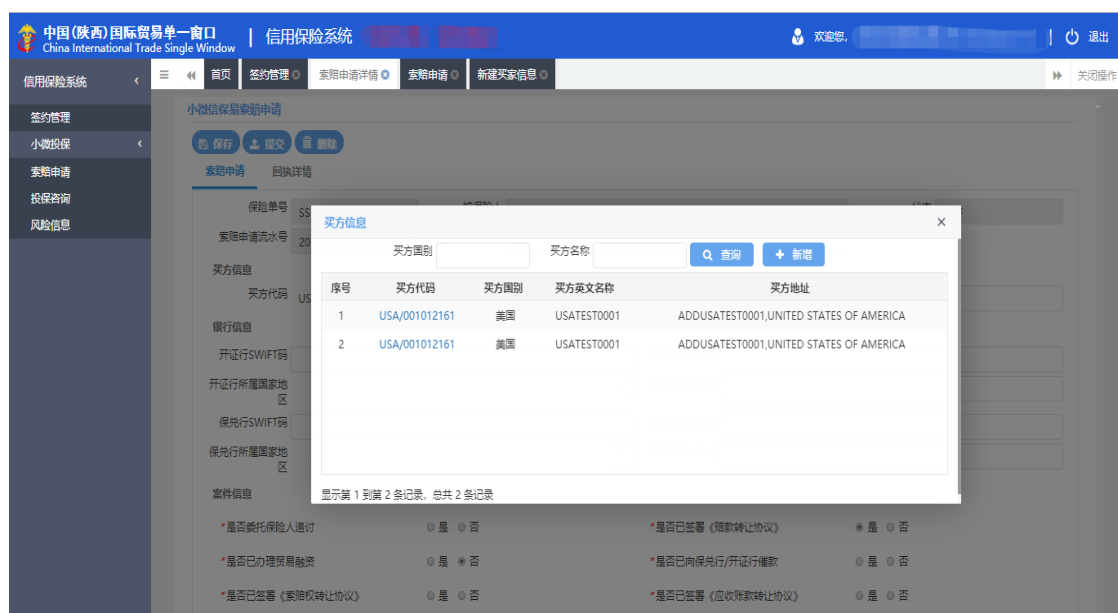 中国(陕西)国际贸易单一窗口
China International Trade Single Window
信用保险系统
欢迎您,
退出
信用保险系统
首页 签约管理 索赔申请详情 索赔申请 新建买家信息
关闭操作
签约管理
小微投保
索赔申请
投保咨询
风险信息
小微信保易索赔申请
保存 提交 删除
索赔申请 回执详情
保险单号 SS
索赔申请流水号 20
买方信息
买方代码 US
银行信息
开证行SWIFT码
开证行所属国家地
区
保兑行SWIFT码
保兑行所属国家地
区
案件信息
买方信息 ×
买方国别 买方名称 查询 新增
序号 买方代码 买方国别 买方英文名称 买方地址
1 USA/001012161 美国 USATEST0001 ADDUSATEST0001,UNITED STATES OF AMERICA
2 USA/001012161 美国 USATEST0001 ADDUSATEST0001,UNITED STATES OF AMERICA
显示第 1 到第 2 条记录, 总共 2 条记录
*是否委托保险人追讨 是 否 *是否已签署《赔款转让协议》 是 否
*是否已办理贸易融资 是 否 *是否已向保兑行/开证行催款 是 否
*是否已签署《索赔权转让协议》 是 否 *是否已签署《应收账款转让协议》 是 否